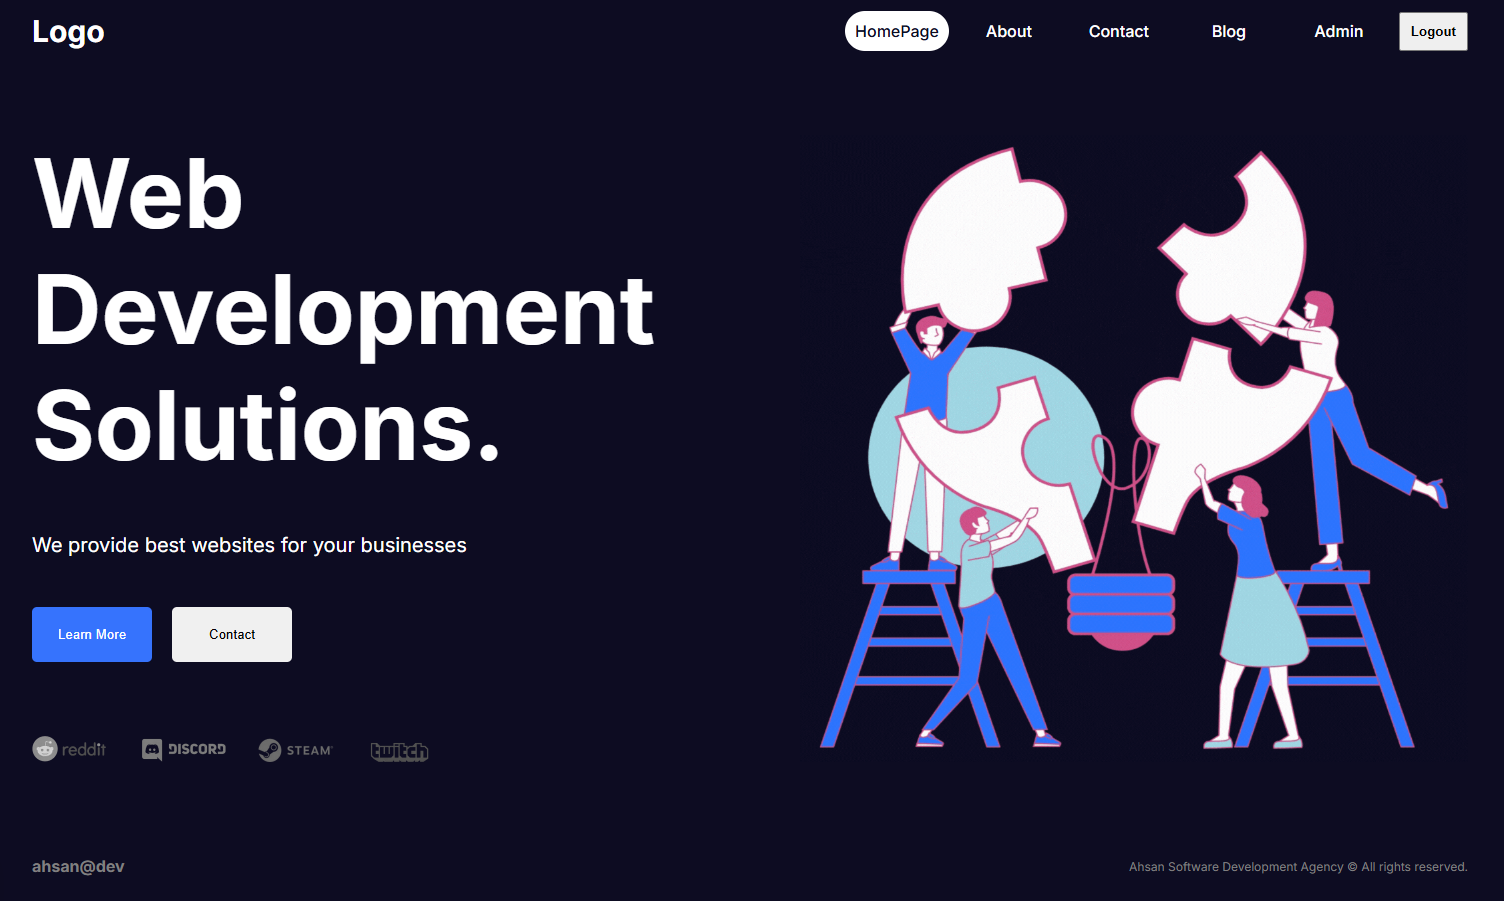 Logo
HomePage
About
Contact
Blog
Admin
Logout
Web
Development
Solutions.
We provide best websites for your businesses
Learn More
Contact
reddit
DISCORD
STEAM
twitch
ahsan@dev
Ahsan Software Development Agency © All rights reserved.